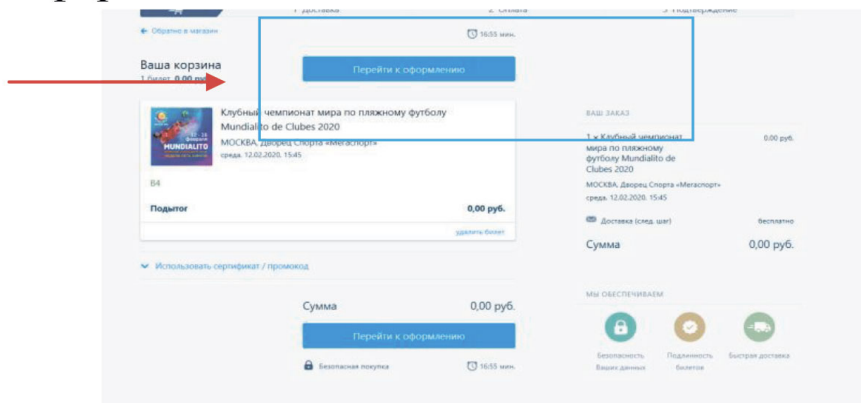 1 Доставка
2 Оплата
3 Подтверждение
Обратно в магазин
16:55 мин.
Ваша корзина
1 билет, 0,00 руб.
Перейти к оформлению
Клубный чемпионат мира по пляжному футболу
Mundialito de Clubes 2020
МОСКВА, Дворец Спорта «Мегаспорт»
среда, 12.02.2020, 15:45
MUNDIALITO
B4
Подытог 0,00 руб.
удалить билет
Использовать сертификат / промокод
Сумма 0,00 руб.
Перейти к оформлению
Безопасная покупка 16:55 мин.
ВАШ ЗАКАЗ
1 x Клубный чемпионат 0,00 руб.
мира по пляжному
футболу Mundialito de
Clubes 2020
МОСКВА, Дворец Спорта «Мегаспорт»
среда, 12.02.2020, 15:45
Доставка (след. шаг) бесплатно
Сумма 0,00 руб.
МЫ ОБЕСПЕЧИВАЕМ
Безопасность Ваших данных
Подлинность билетов
Быстрая доставка